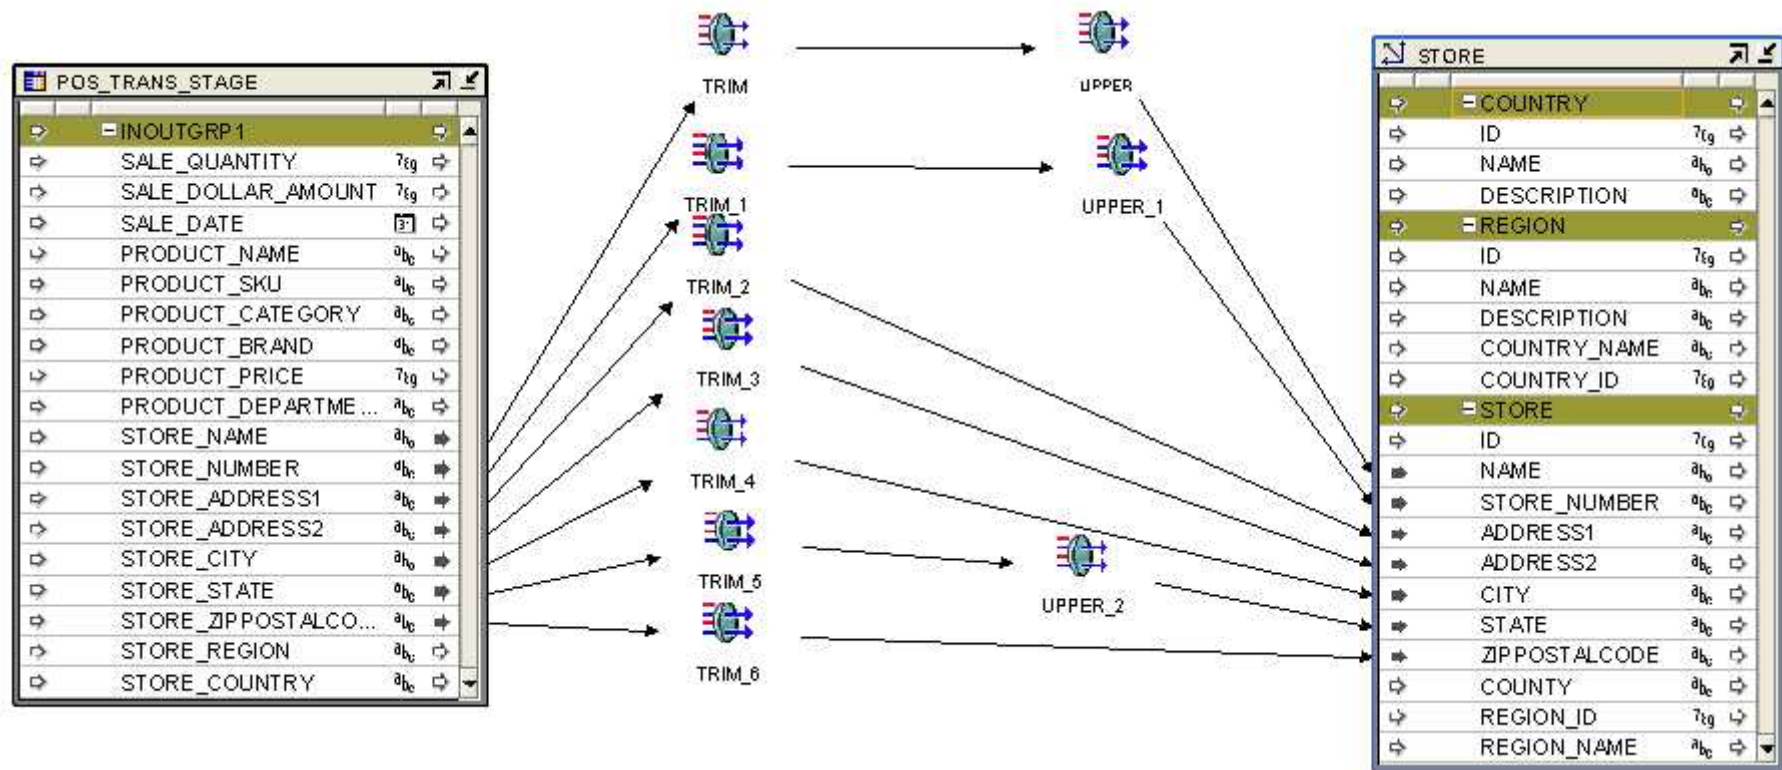 POS_TRANS_STAGE
INOUTGRP1
SALE_QUANTITY
SALE_DOLLAR_AMOUNT
SALE_DATE
PRODUCT_NAME
PRODUCT_SKU
PRODUCT_CATEGORY
PRODUCT_BRAND
PRODUCT_PRICE
PRODUCT_DEPARTME...
STORE_NAME
STORE_NUMBER
STORE_ADDRESS1
STORE_ADDRESS2
STORE_CITY
STORE_STATE
STORE_ZIPPOSTALCO...
STORE_REGION
STORE_COUNTRY
TRIM
TRIM_1
TRIM_2
TRIM_3
TRIM_4
TRIM_5
TRIM_6
UPPER
UPPER_1
UPPER_2
STORE
COUNTRY
ID
NAME
DESCRIPTION
REGION
ID
NAME
DESCRIPTION
COUNTRY_NAME
COUNTRY_ID
STORE
ID
NAME
STORE_NUMBER
ADDRESS1
ADDRESS2
CITY
STATE
ZIPPOSTALCODE
COUNTY
REGION_ID
REGION_NAME